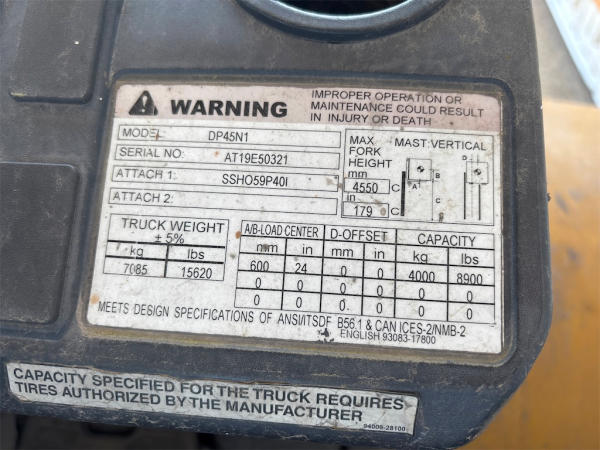 WARNING
IMPROPER OPERATION OR
MAINTENANCE COULD RESULT
IN INJURY OR DEATH
MODEL: DP45N1
SERIAL NO: AT19E50321
ATTACH 1: SSHO59P40I
ATTACH 2:
MAX
FORK
HEIGHT
mm
4550 C
in
179 C
MAST:VERTICAL
A B C D
TRUCK WEIGHT
± 5%
kg lbs
7085 15620
A/B-LOAD CENTER D-OFFSET CAPACITY
mm in mm in kg lbs
600 24 0 0 4000 8900
0 0 0 0 0 0
0 0 0. 0 0 0
MEETS DESIGN SPECIFICATIONS OF ANSI/ITSDF B56.1 & CAN ICES-2/NMB-2
ENGLISH 93083-17800
CAPACITY SPECIFIED FOR THE TRUCK REQUIRES
TIRES AUTHORIZED BY THE MANUFACTURER
94006-28100